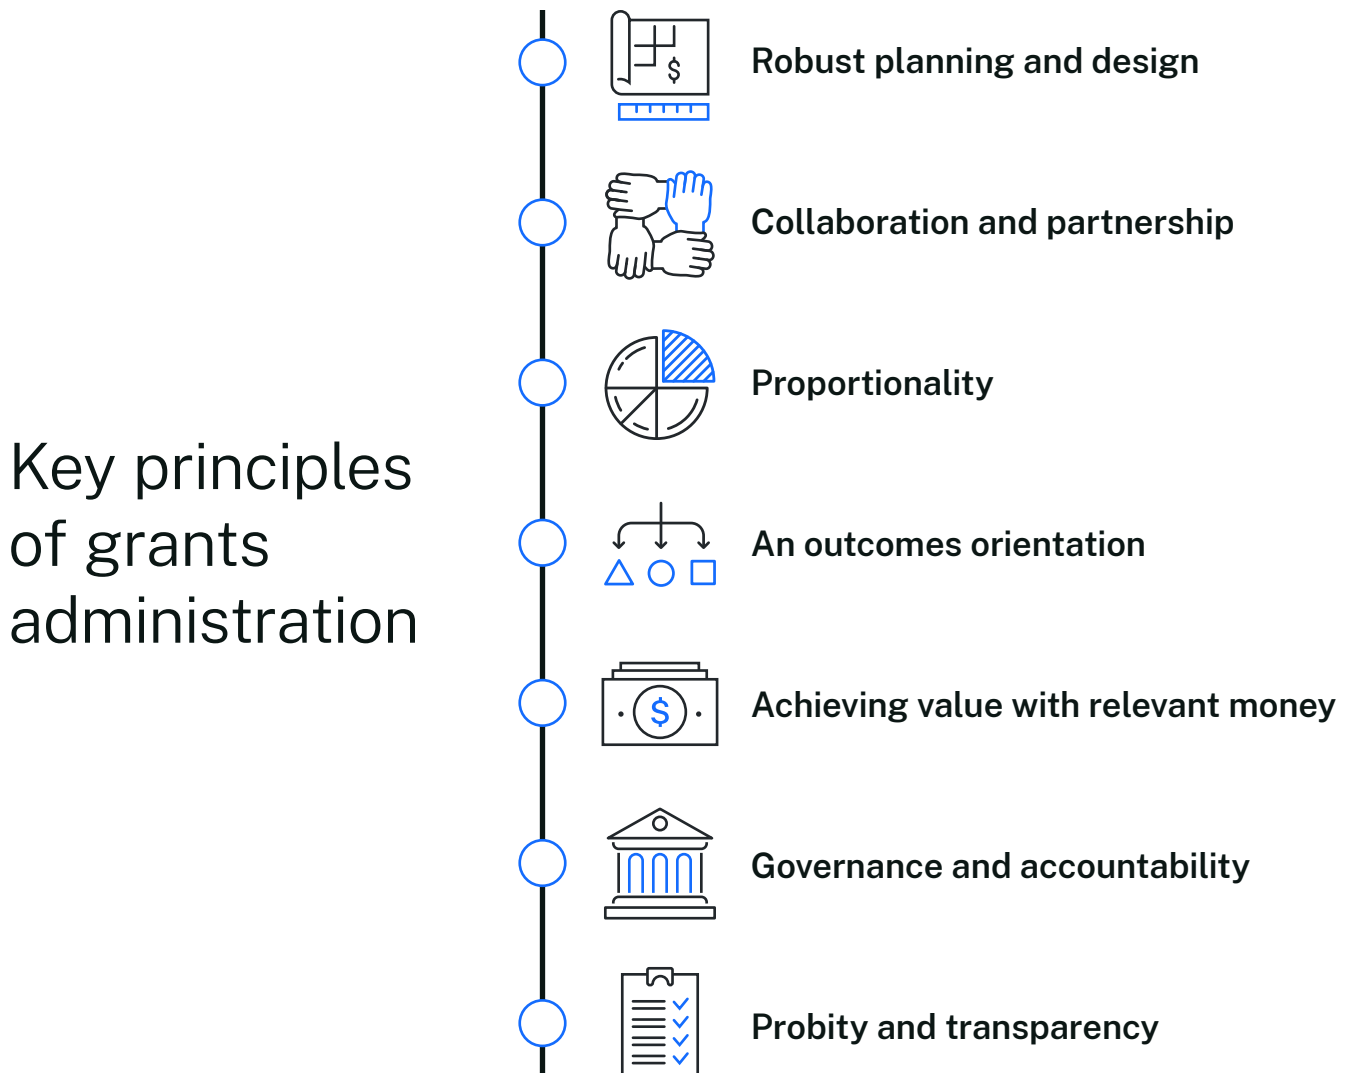 Key principles
of grants
administration
$
Robust planning and design
Collaboration and partnership
Proportionality
An outcomes orientation
$
Achieving value with relevant money
Governance and accountability
Probity and transparency